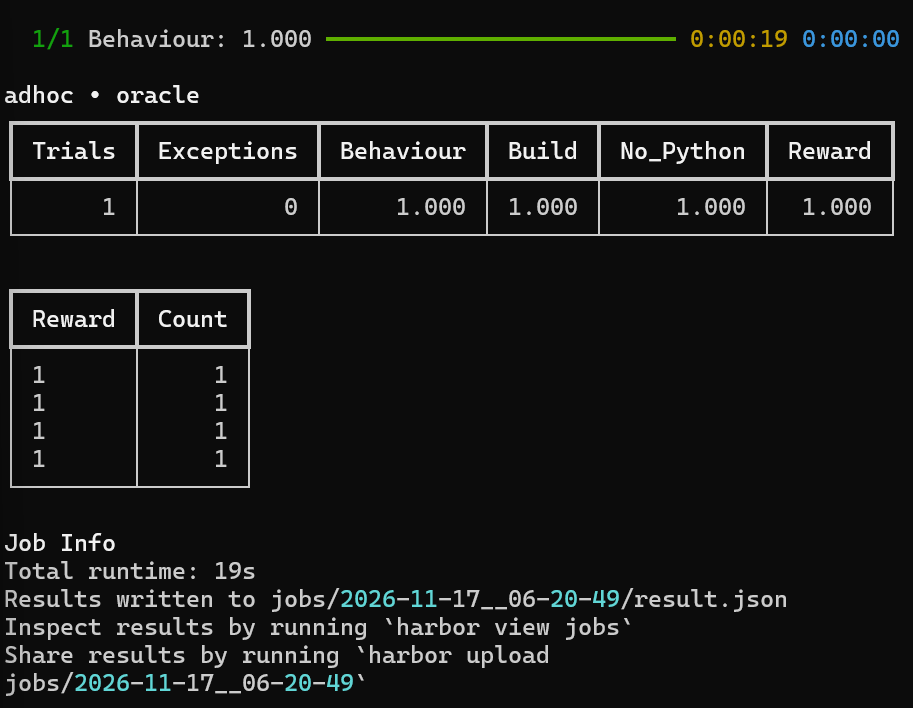 1/1 Behaviour: 1.000 0:00:19 0:00:00
adhoc • oracle
Trials Exceptions Behaviour Build No_Python Reward
1 0 1.000 1.000 1.000 1.000
Reward Count
1 1
1 1
1 1
1 1
Job Info
Total runtime: 19s
Results written to jobs/2026-11-17__06-20-49/result.json
Inspect results by running `harbor view jobs`
Share results by running `harbor upload
jobs/2026-11-17__06-20-49`